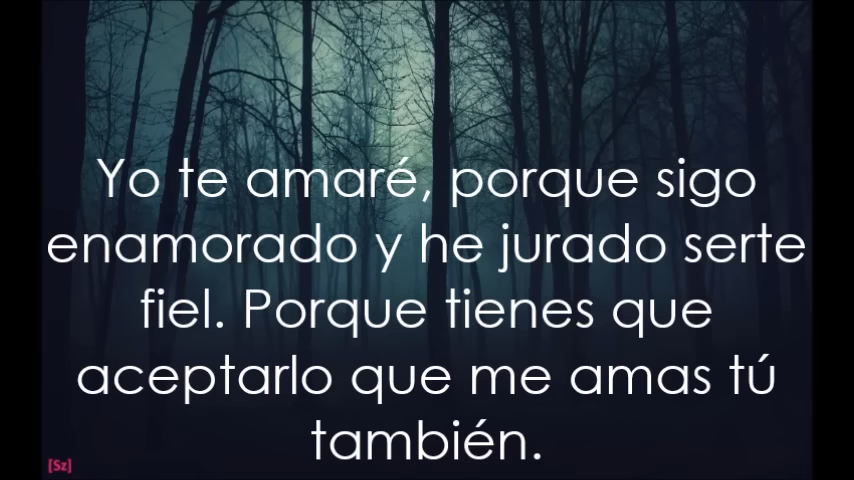 Yo te amaré, porque sigo
enamorado y he jurado serte
fiel. Porque tienes que
aceptarlo que me amas tú
también.
[Sz]